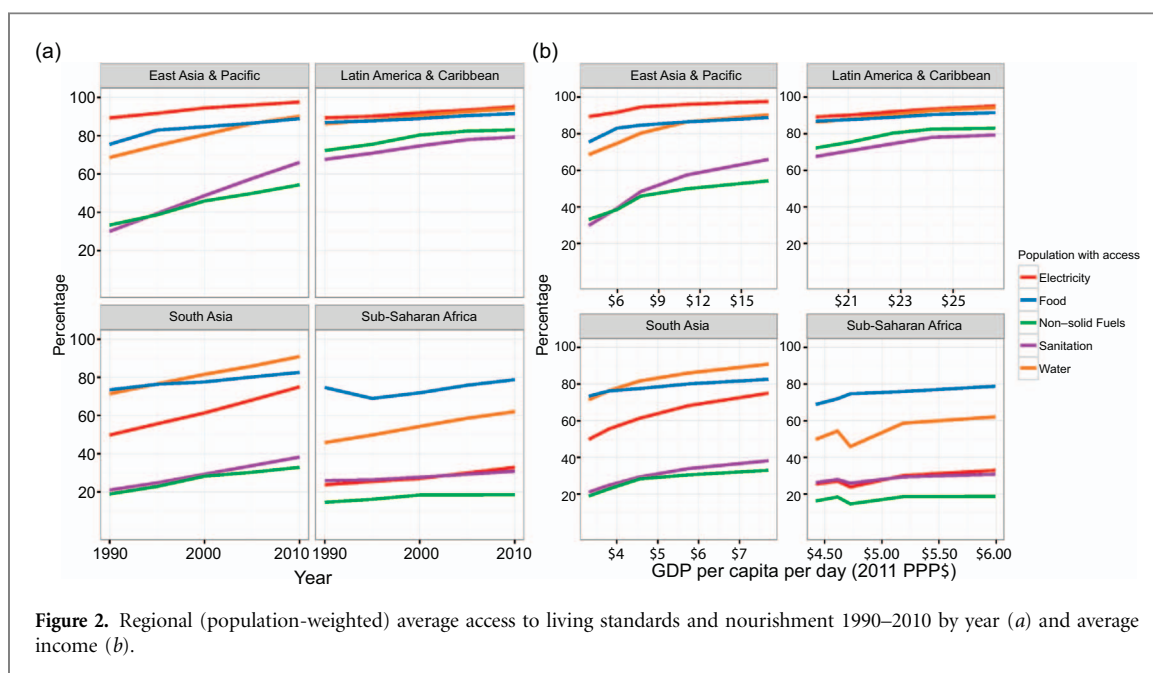 (a)
East Asia & Pacific
Latin America & Caribbean
100
80
60
40
20
South Asia
Sub-Saharan Africa
100
80
60
40
20
1990
2000
2010
1990
2000
2010
Percentage
Year
(b)
East Asia & Pacific
Latin America & Caribbean
100
80
60
40
20
100
80
60
40
20
$6
$9
$12
$15
$21
$23
$25
South Asia
Sub-Saharan Africa
100
80
60
40
20
100
80
60
40
20
$4
$5
$6
$7
$4.50
$5.00
$5.50
$6.00
Percentage
GDP per capita per day (2011 PPP$)
Population with access
Electricity
Food
Non–solid Fuels
Sanitation
Water
Figure 2. Regional (population-weighted) average access to living standards and nourishment 1990–2010 by year (a) and average
income (b).